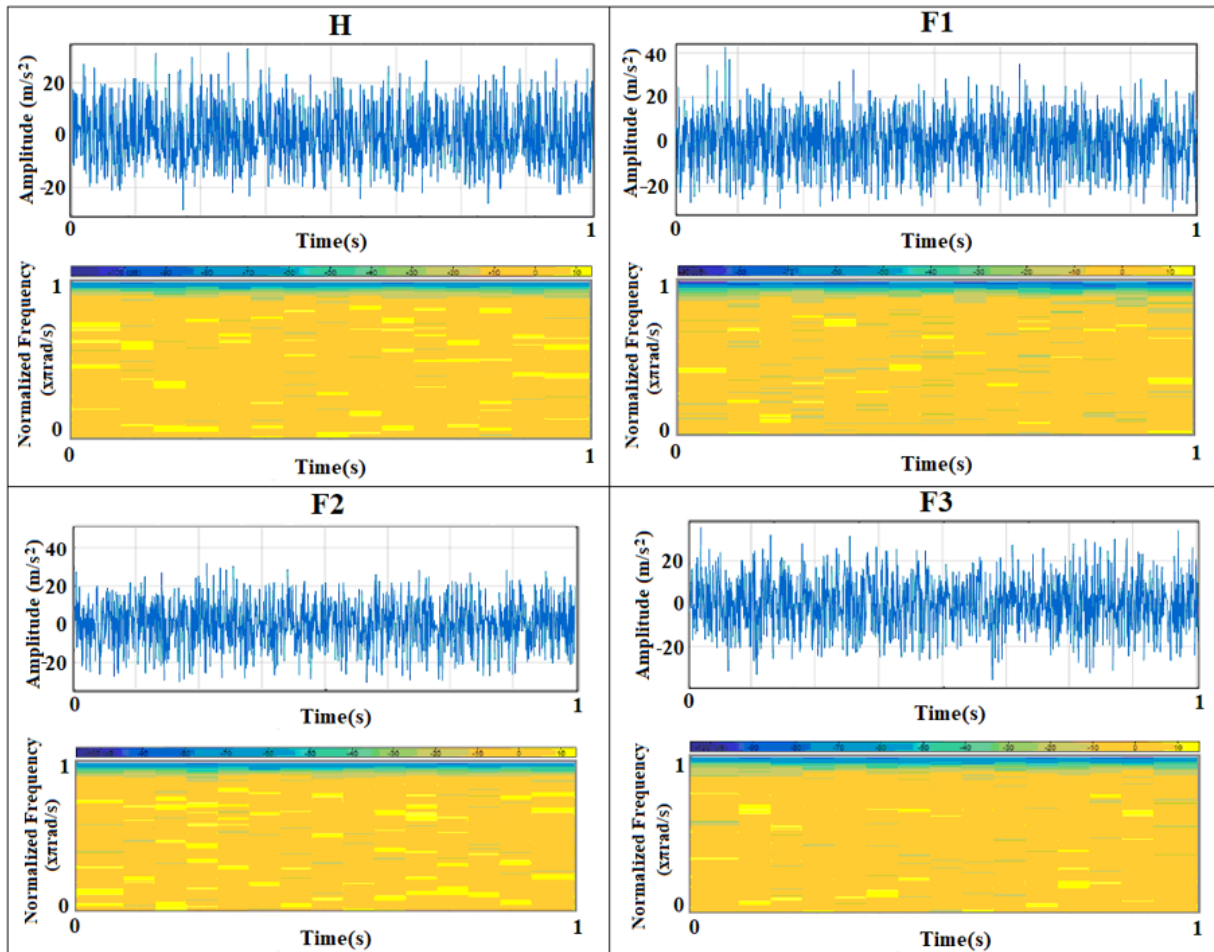 H
Amplitude (m/s²)
20
0
-20
0
1
Time(s)
Normalized Frequency
(xπrad/s)
1
0
0
1
Time(s)
F1
Amplitude (m/s²)
40
20
0
-20
0
1
Time(s)
Normalized Frequency
(xπrad/s)
1
0
0
1
Time(s)
F2
Amplitude (m/s²)
40
20
0
-20
0
1
Time(s)
Normalized Frequency
(xπrad/s)
1
0
0
1
Time(s)
F3
Amplitude (m/s²)
20
0
-20
0
1
Time(s)
Normalized Frequency
(xπrad/s)
1
0
0
1
Time(s)